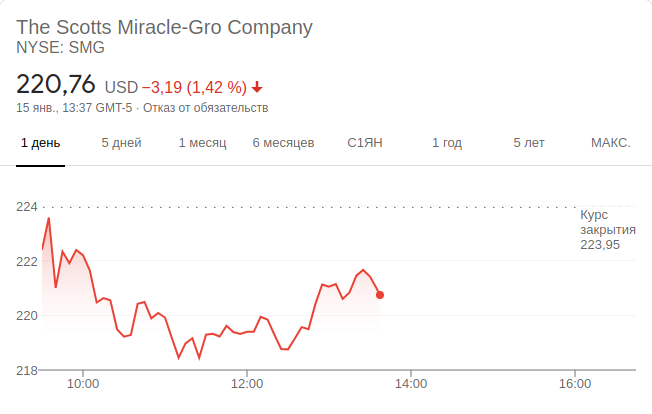 The Scotts Miracle-Gro Company
NYSE: SMG
220,76 USD −3,19 (1,42 %)
15 янв., 13:37 GMT-5 · Отказ от обязательств
1 день 5 дней 1 месяц 6 месяцев С1ЯН 1 год 5 лет МАКС.
224
Курс
закрытия
223,95
222
220
218
10:00 12:00 14:00 16:00